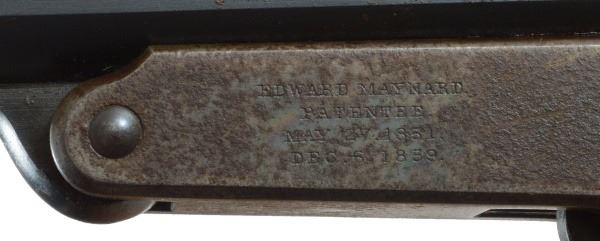 EDWARD MAYNARD.
PATENTEE
MAY 27 1851.
DEC. 6 1859